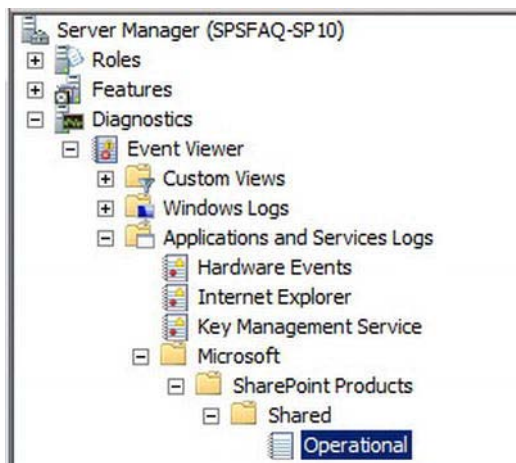 Server Manager (SPSFAQ-SP10)
Roles
Features
Diagnostics
Event Viewer
Custom Views
Windows Logs
Applications and Services Logs
Hardware Events
Internet Explorer
Key Management Service
Microsoft
SharePoint Products
Shared
Operational